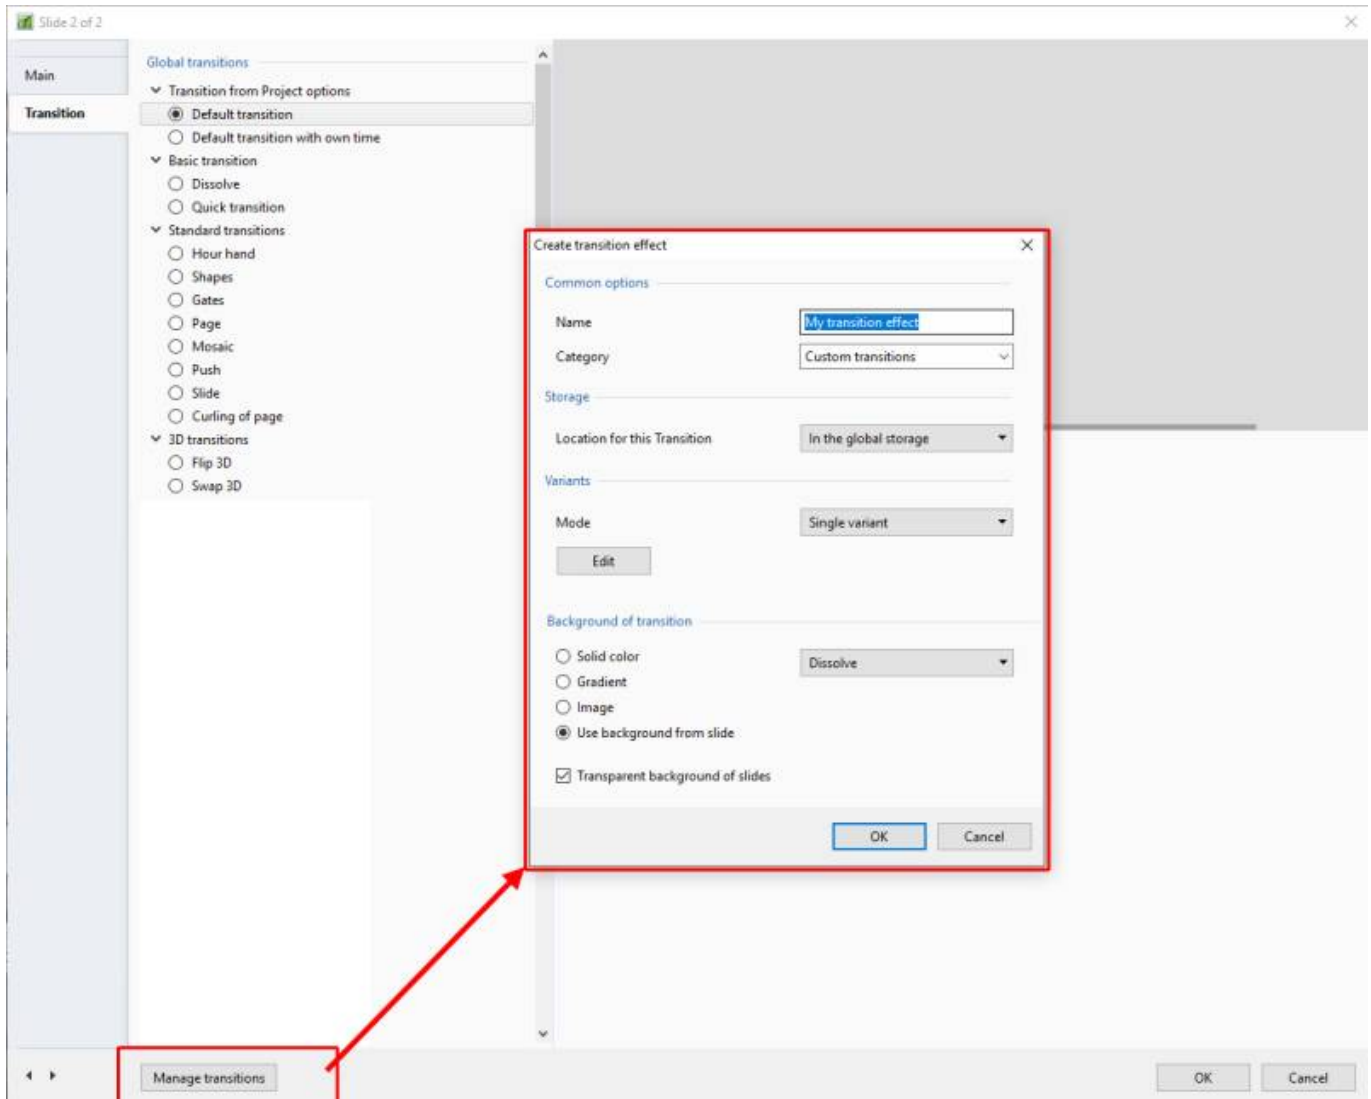 Slide 2 of 2
Main
Transition
Global transitions
Transition from Project options
Default transition
Default transition with own time
Basic transition
Dissolve
Quick transition
Standard transitions
Hour hand
Shapes
Gates
Page
Mosaic
Push
Slide
Curling of page
3D transitions
Flip 3D
Swap 3D
Create transition effect
Common options
Name My transition effect
Category Custom transitions
Storage
Location for this Transition In the global storage
Variants
Mode Single variant
Edit
Background of transition
Solid color Dissolve
Gradient
Image
Use background from slide
Transparent background of slides
OK Cancel
Manage transitions OK Cancel